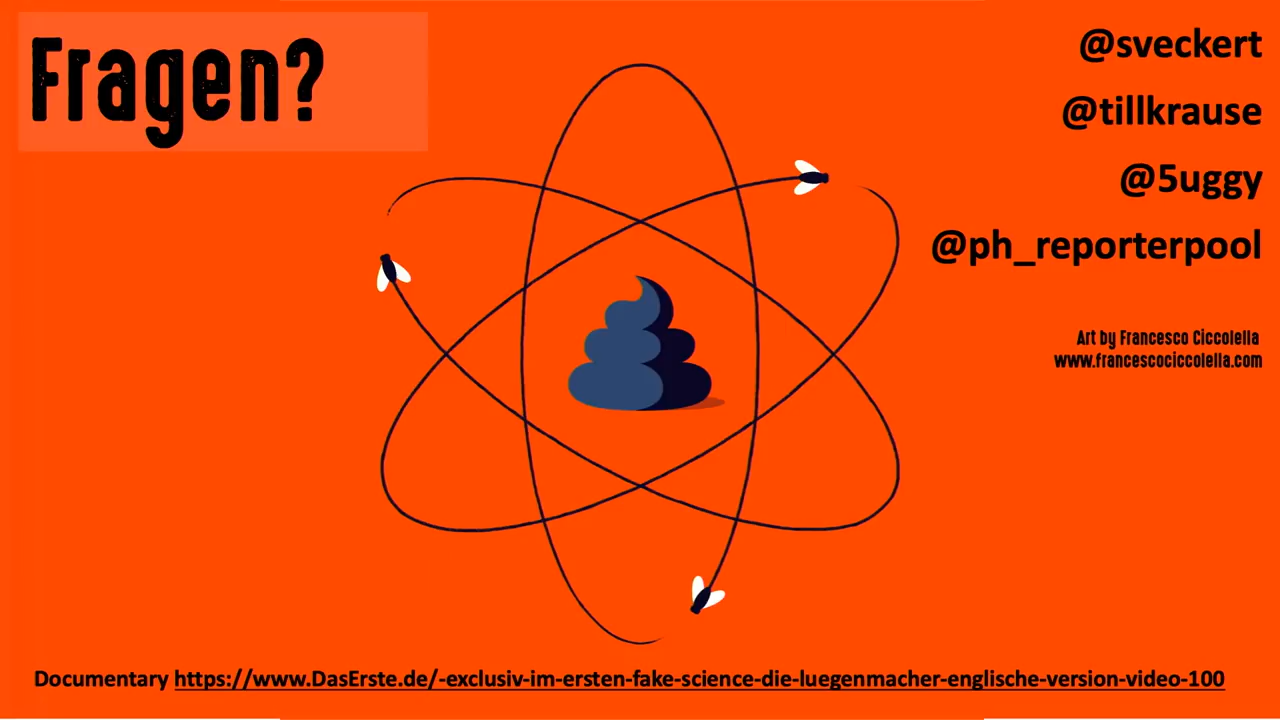 Fragen?
@sveckert
@tillkrause
@5uggy
@ph_reporterpool
Art by Francesco Ciccolella
www.francescociccolella.com
Documentary https://www.DasErste.de/-exclusiv-im-ersten-fake-science-die-luegenmacher-englische-version-video-100